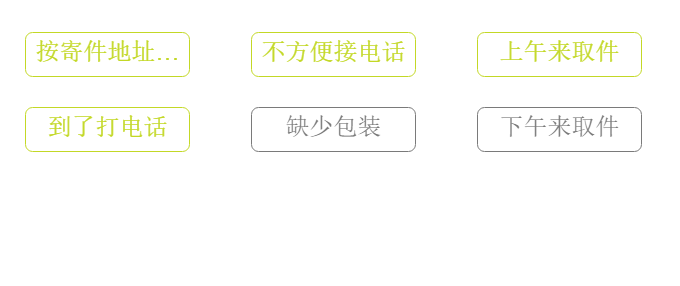 按寄件地址...
不方便接电话
上午来取件
到了打电话
缺少包装
下午来取件